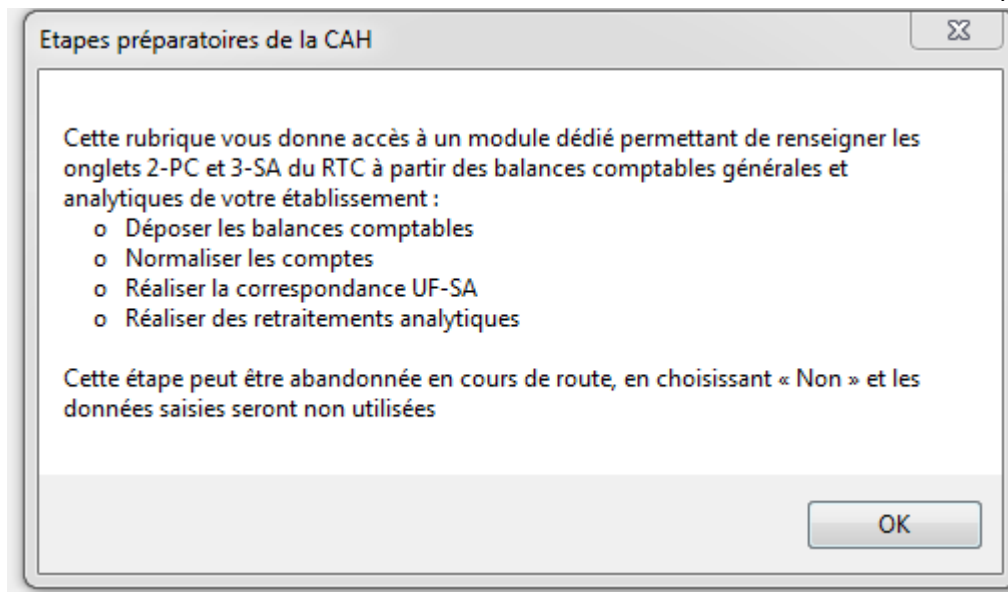 Etapes préparatoires de la CAH
Cette rubrique vous donne accès à un module dédié permettant de renseigner les
onglets 2-PC et 3-SA du RTC à partir des balances comptables générales et
analytiques de votre établissement :
o Déposer les balances comptables
o Normaliser les comptes
o Réaliser la correspondance UF-SA
o Réaliser des retraitements analytiques
Cette étape peut être abandonnée en cours de route, en choisissant « Non » et les
données saisies seront non utilisées
OK